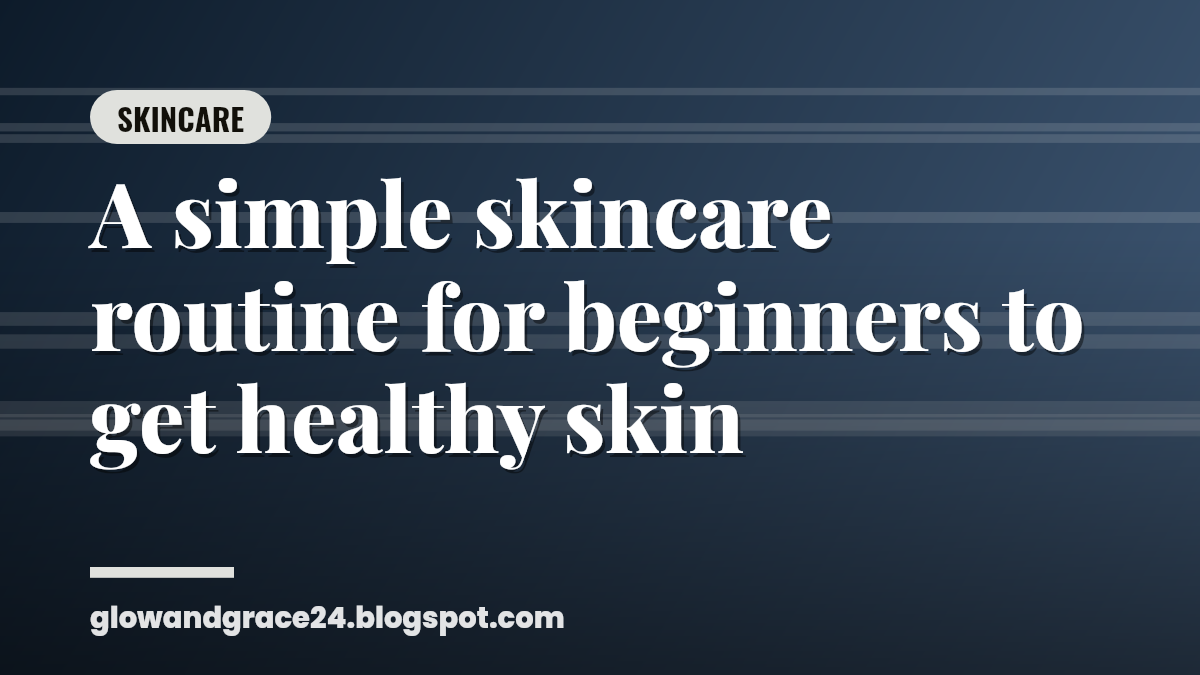 SKINCARE
A simple skincare
routine for beginners to
get healthy skin
glowandgrace24.blogspot.com